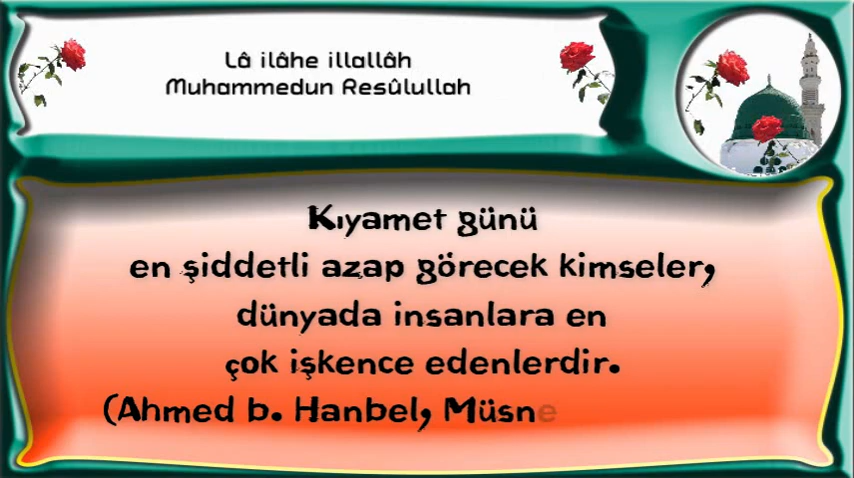 Lâ ilâhe illallâh
Muhammedun Resûlullah
Kıyamet günü
en şiddetli azap görecek kimseler,
dünyada insanlara en
çok işkence edenlerdir.
(Ahmed b. Hanbel, Müsne